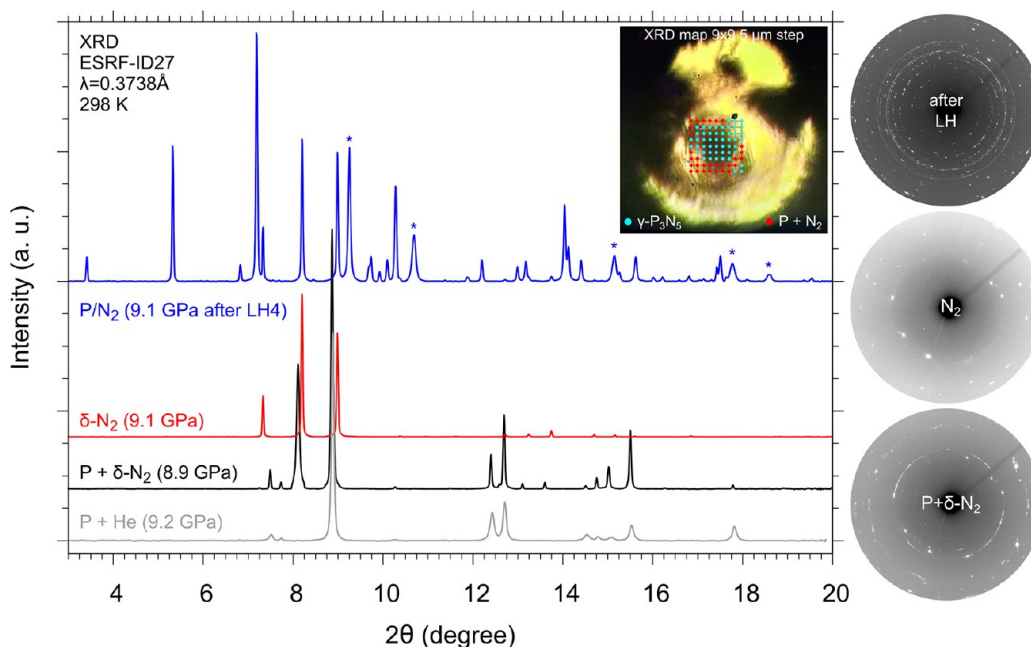 XRD
ESRF-ID27
λ=0.3738Å
298 K
XRD map 9x9 5 μm step
γ-P₃N₅
P + N₂
*
*
*
*
*
P/N₂ (9.1 GPa after LH4)
δ-N₂ (9.1 GPa)
P + δ-N₂ (8.9 GPa)
P + He (9.2 GPa)
Intensity (a. u.)
4 6 8 10 12 14 16 18 20
2θ (degree)
after
LH
N₂
P+δ-N₂